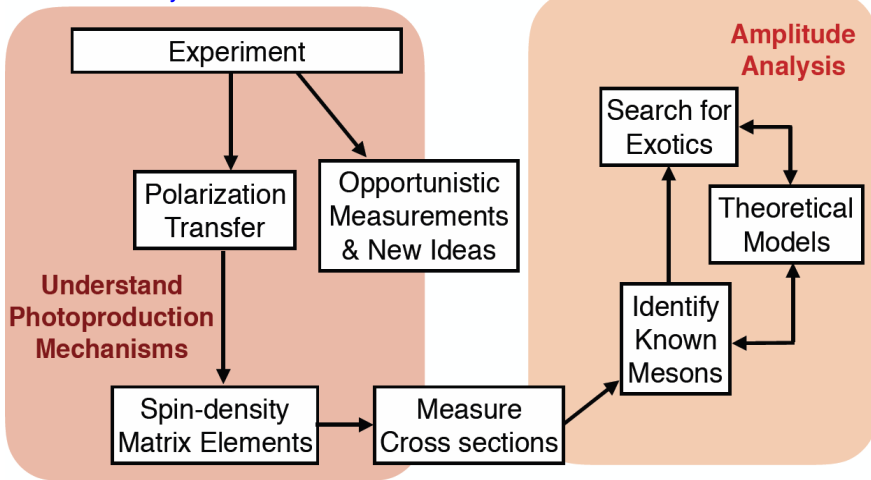 Experiment
Polarization
Transfer
Opportunistic
Measurements
& New Ideas
Understand
Photoproduction
Mechanisms
Spin-density
Matrix Elements
Measure
Cross sections
Amplitude
Analysis
Search for
Exotics
Theoretical
Models
Identify
Known
Mesons